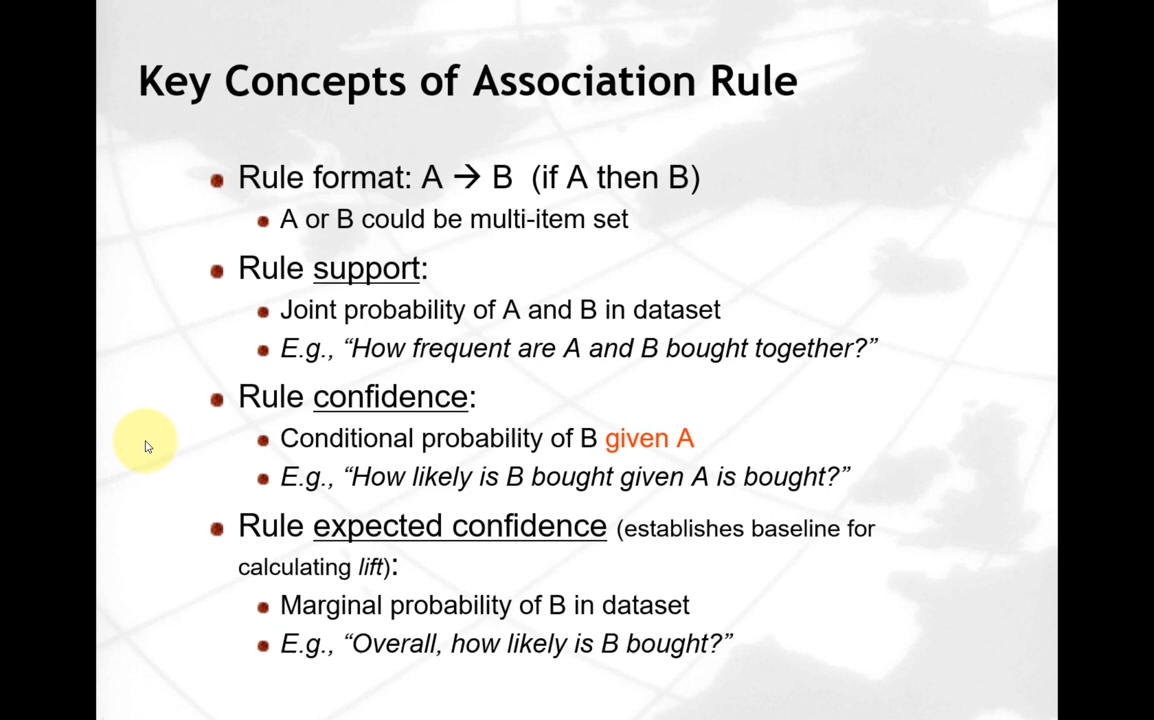 Key Concepts of Association Rule
Rule format: A → B (if A then B)
A or B could be multi-item set
Rule support:
Joint probability of A and B in dataset
E.g., “How frequent are A and B bought together?”
Rule confidence:
Conditional probability of B given A
E.g., “How likely is B bought given A is bought?”
Rule expected confidence (establishes baseline for
calculating lift):
Marginal probability of B in dataset
E.g., “Overall, how likely is B bought?”